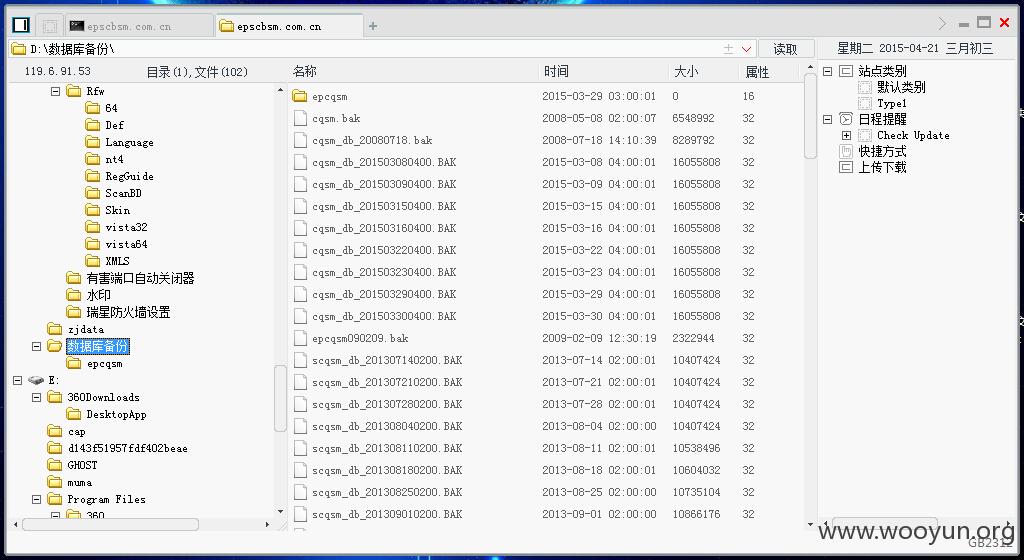 epscbsm.com.cn epscbsm.com.cn +
D:\数据库备份\ 读取 星期二 2015-04-21 三月初三
119.6.91.53 目录(1),文件(102)
Rfw
64
Def
Language
nt4
RegGuide
ScanBD
Skin
vista32
vista64
XMLS
有害端口自动关闭器
水印
瑞星防火墙设置
zjdata
数据库备份
epcqsm
E:
360Downloads
DesktopApp
cap
d143f51957fdf402beae
GHOST
muma
Program Files
360
名称 时间 大小 属性
epcqsm 2015-03-29 03:00:01 0 16
cqsm.bak 2008-05-08 02:00:07 6548992 32
cqsm_db_20080718.bak 2008-07-18 14:10:39 8289792 32
cqsm_db_201503080400.BAK 2015-03-08 04:00:01 16055808 32
cqsm_db_201503090400.BAK 2015-03-09 04:00:01 16055808 32
cqsm_db_201503150400.BAK 2015-03-15 04:00:01 16055808 32
cqsm_db_201503160400.BAK 2015-03-16 04:00:01 16055808 32
cqsm_db_201503220400.BAK 2015-03-22 04:00:01 16055808 32
cqsm_db_201503230400.BAK 2015-03-23 04:00:01 16055808 32
cqsm_db_201503290400.BAK 2015-03-29 04:00:01 16055808 32
cqsm_db_201503300400.BAK 2015-03-30 04:00:01 16055808 32
epcqsm090209.bak 2009-02-09 12:30:19 2322944 32
scqsm_db_201307140200.BAK 2013-07-14 02:00:01 10407424 32
scqsm_db_201307210200.BAK 2013-07-21 02:00:01 10407424 32
scqsm_db_201307280200.BAK 2013-07-28 02:00:01 10407424 32
scqsm_db_201308040200.BAK 2013-08-04 02:00:00 10407424 32
scqsm_db_201308110200.BAK 2013-08-11 02:00:01 10538496 32
scqsm_db_201308180200.BAK 2013-08-18 02:00:01 10604032 32
scqsm_db_201308250200.BAK 2013-08-25 02:00:00 10735104 32
scqsm_db_201309010200.BAK 2013-09-01 02:00:00 10866176 32
站点类别
默认类别
Type1
日程提醒
Check Update
快捷方式
上传下载
www.wooyun.org
GB2312